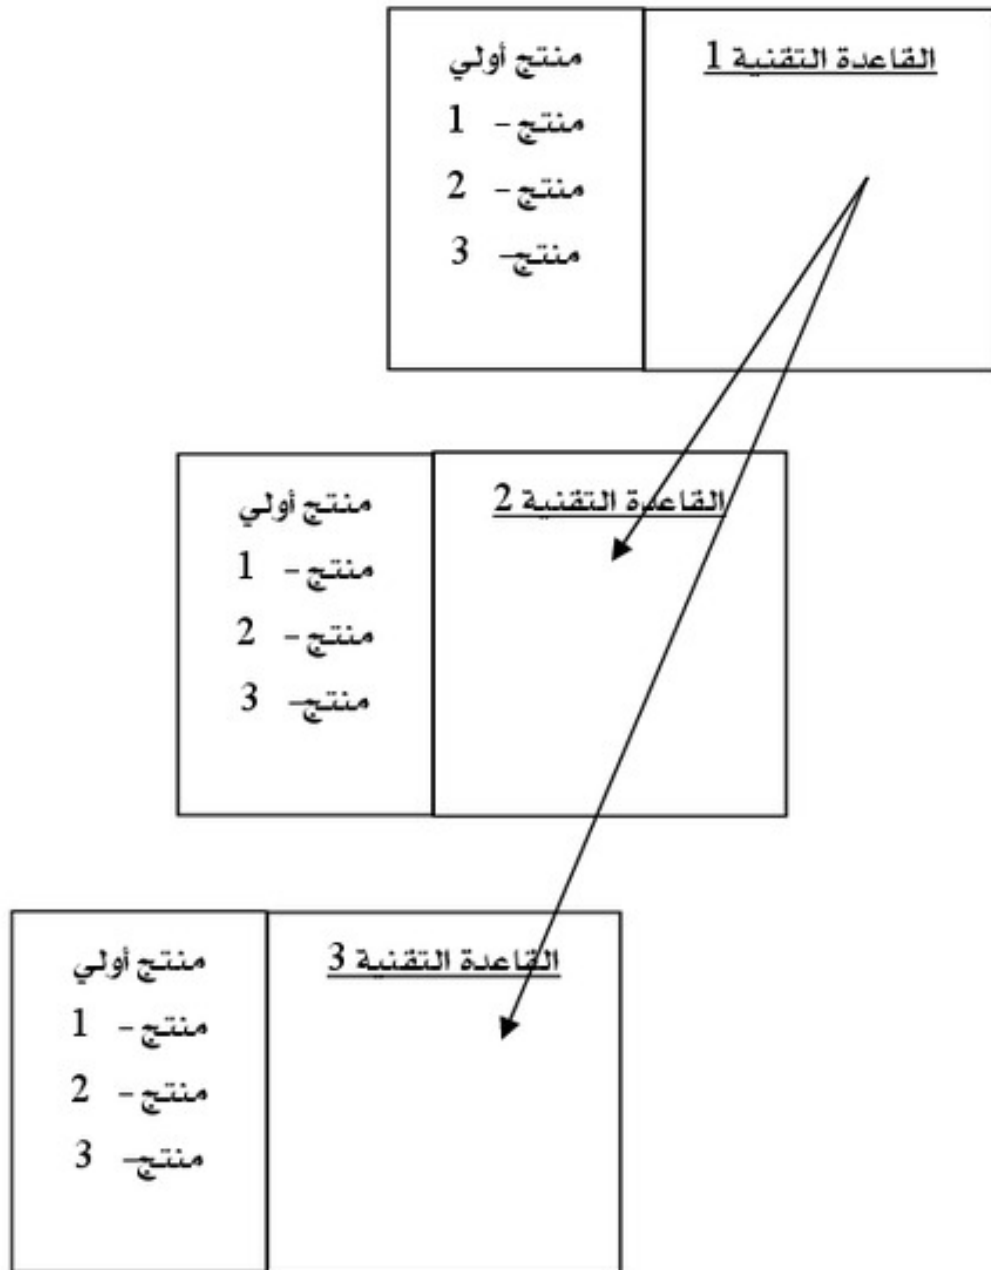 القاعدة التقنية 1
منتج أولي
منتج - 1
منتج - 2
منتج- 3
القاعدة التقنية 2
منتج أولي
منتج - 1
منتج - 2
منتج- 3
القاعدة التقنية 3
منتج أولي
منتج - 1
منتج - 2
منتج- 3